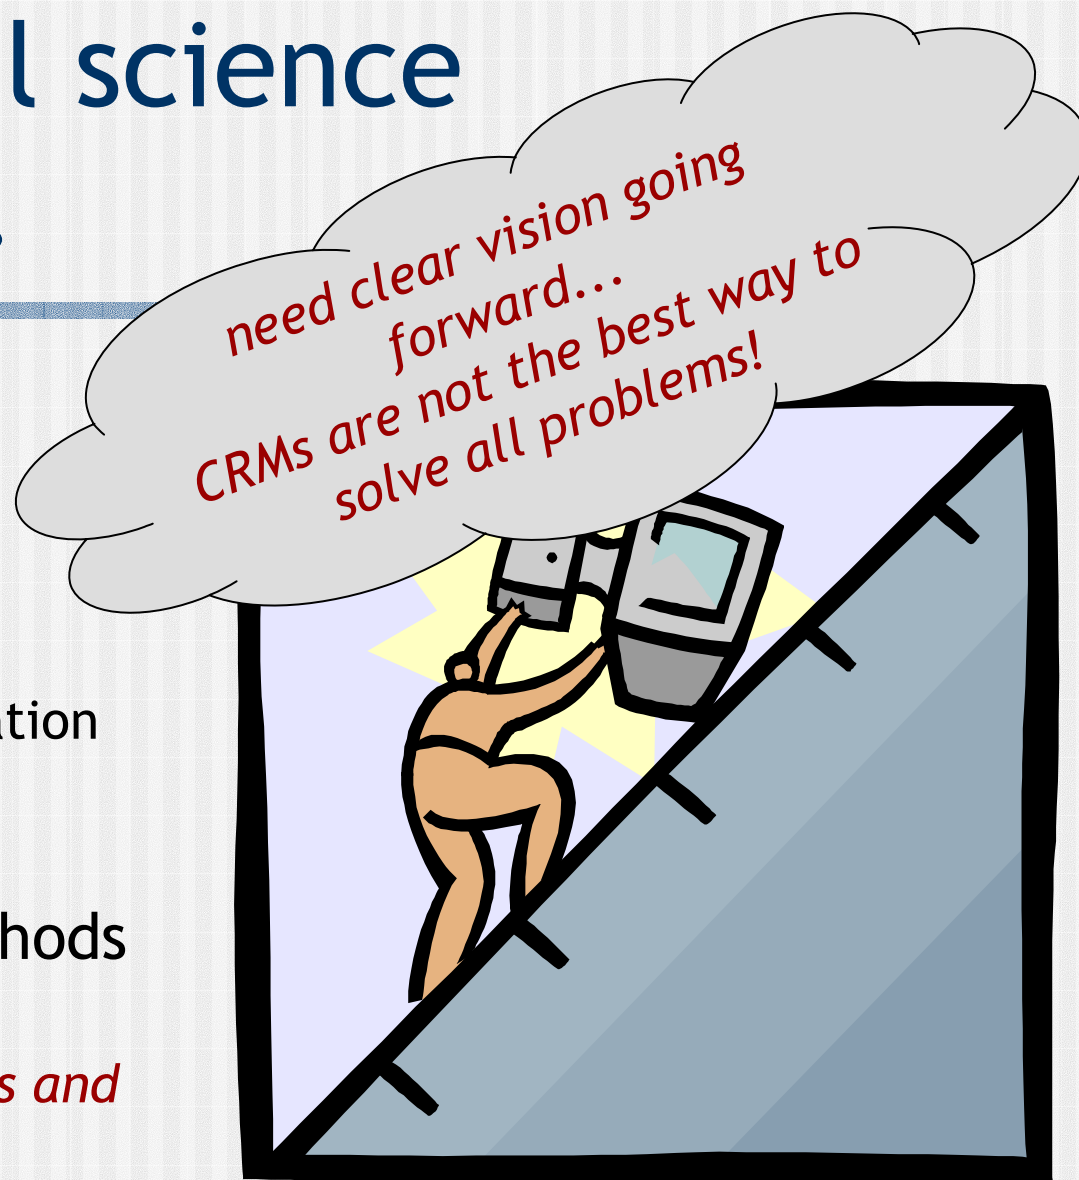 l science
need clear vision going
forward...
CRMs are not the best way to
solve all problems!
ation
hods
s and